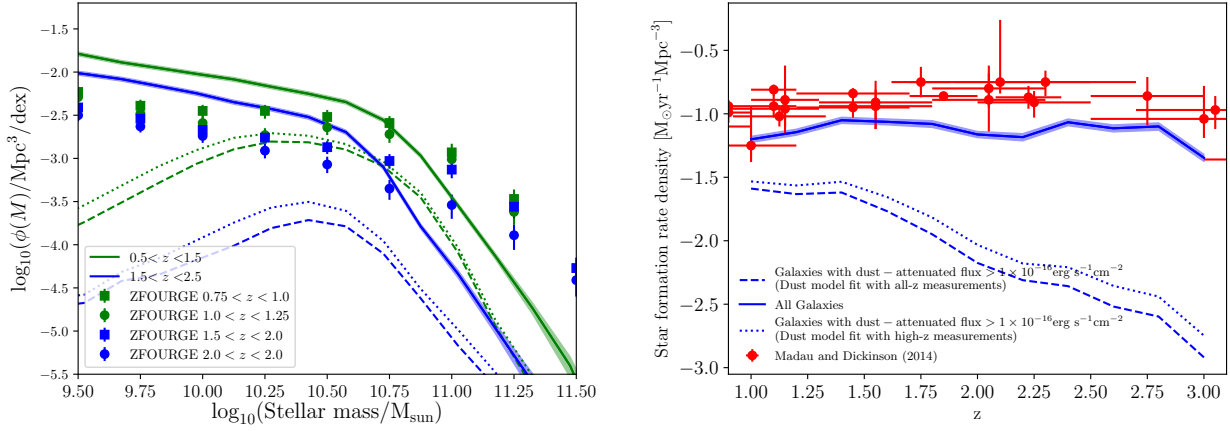 −1.5
−2.0
−2.5
−3.0
−3.5
−4.0
−4.5
−5.0
−5.5
log₁₀(ϕ(M)/Mpc³/dex)
0.5< z <1.5
1.5< z <2.5
ZFOURGE 0.75 < z < 1.0
ZFOURGE 1.0 < z < 1.25
ZFOURGE 1.5 < z < 2.0
ZFOURGE 2.0 < z < 2.0
9.50 9.75 10.00 10.25 10.50 10.75 11.00 11.25 11.50
log₁₀(Stellar mass/M_sun)
−0.5
−1.0
−1.5
−2.0
−2.5
−3.0
Star formation rate density [M⊙yr⁻¹Mpc⁻³]
Galaxies with dust − attenuated flux > 1 × 10⁻¹⁶erg s⁻¹cm⁻²
(Dust model fit with all-z measurements)
All Galaxies
Galaxies with dust − attenuated flux > 1 × 10⁻¹⁶erg s⁻¹cm⁻²
(Dust model fit with high-z measurements)
Madau and Dickinson (2014)
1.00 1.25 1.50 1.75 2.00 2.25 2.50 2.75 3.00
z